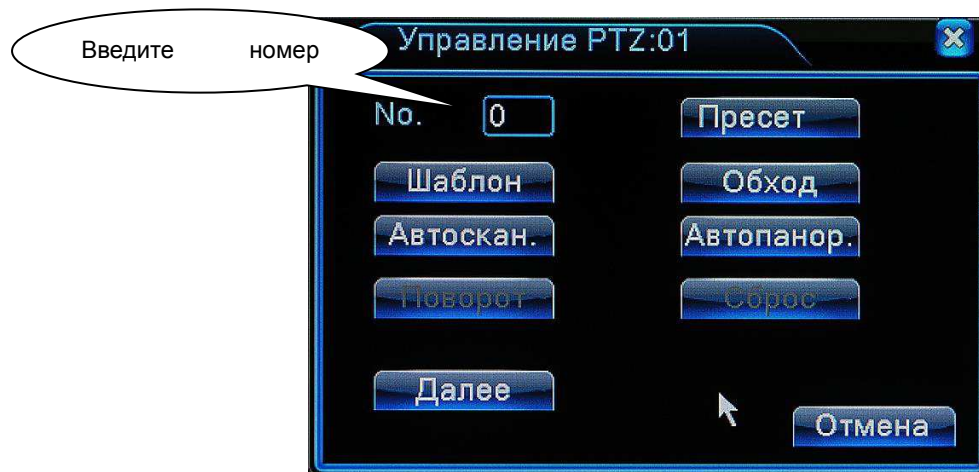 Введите номер
Управление PTZ:01
No. 0 Пресет
Шаблон Обход
Автоскан. Автопанор.
Поворот Сброс
Далее
Отмена